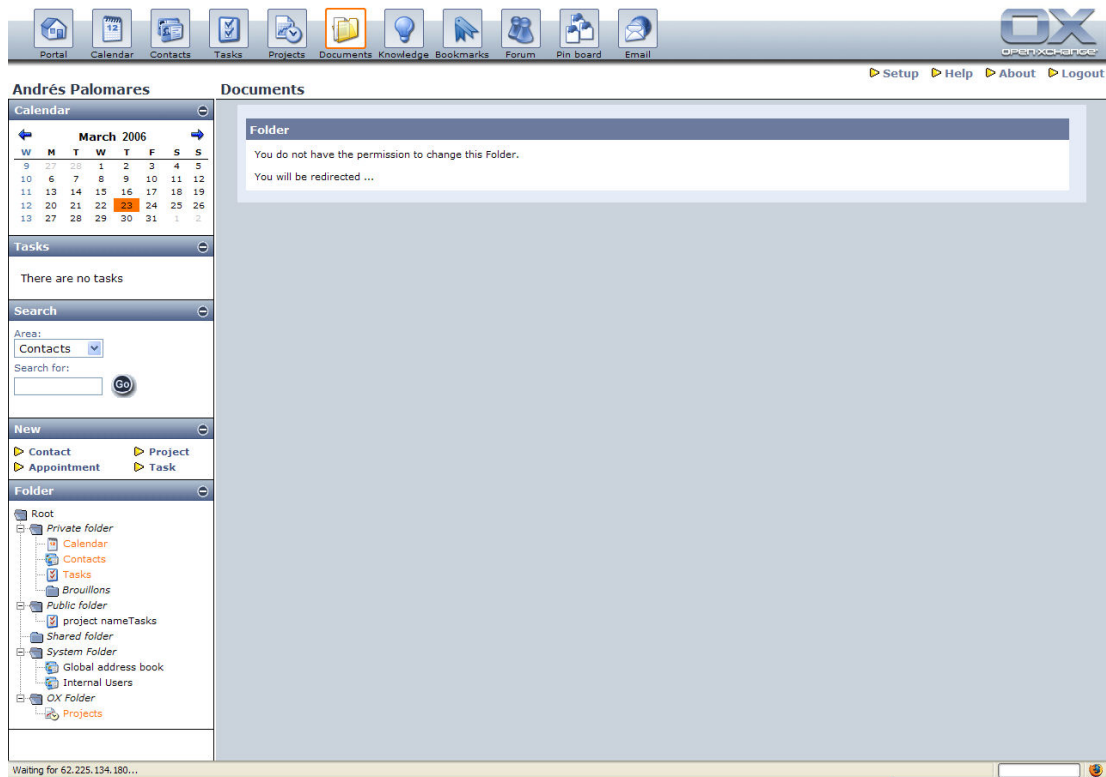 12
Portal Calendar Contacts Tasks Projects Documents Knowledge Bookmarks Forum Pin board Email
OX
OPEN-XCHANGE
Setup Help About Logout
Andrés Palomares
Documents
Calendar
March 2006
W M T W T F S S
9 27 28 1 2 3 4 5
10 6 7 8 9 10 11 12
11 13 14 15 16 17 18 19
12 20 21 22 23 24 25 26
13 27 28 29 30 31 1 2
Folder
You do not have the permission to change this Folder.
You will be redirected ...
Tasks
There are no tasks
Search
Area:
Contacts
Search for:
Go
New
Contact Project
Appointment Task
Folder
Root
Private folder
Calendar
Contacts
Tasks
Brouillons
Public folder
project nameTasks
Shared folder
System Folder
Global address book
Internal Users
OX Folder
Projects
Waiting for 62.225.134.180...